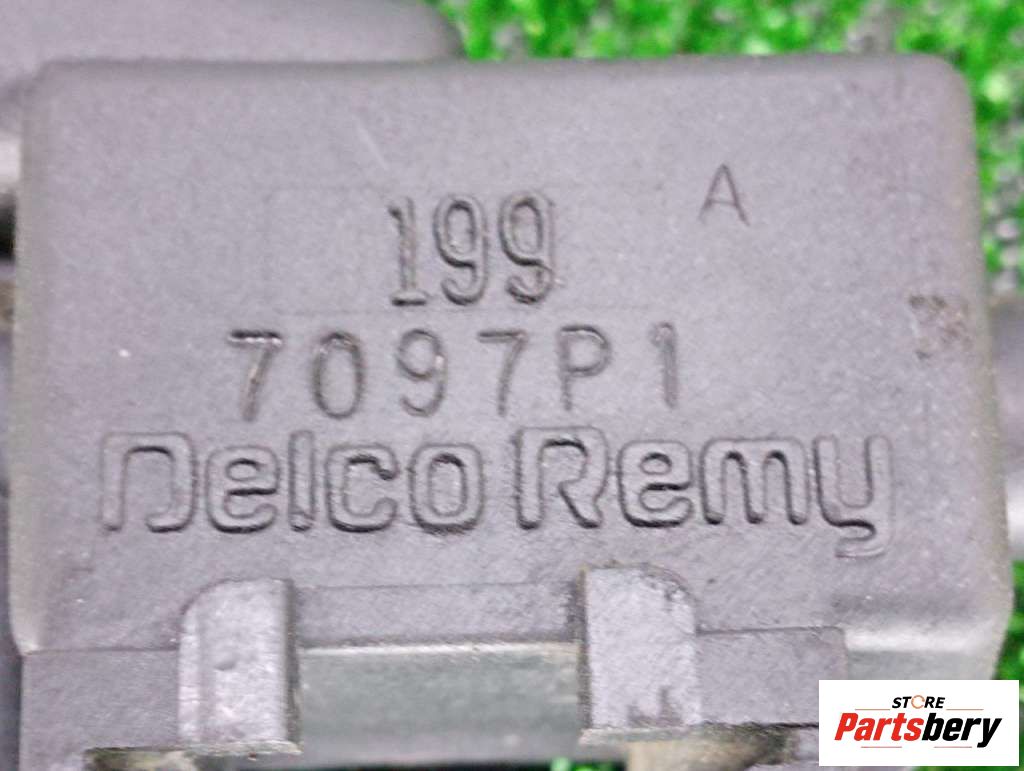 199 A
7097P1
Delco Remy
STORE
Partsbery